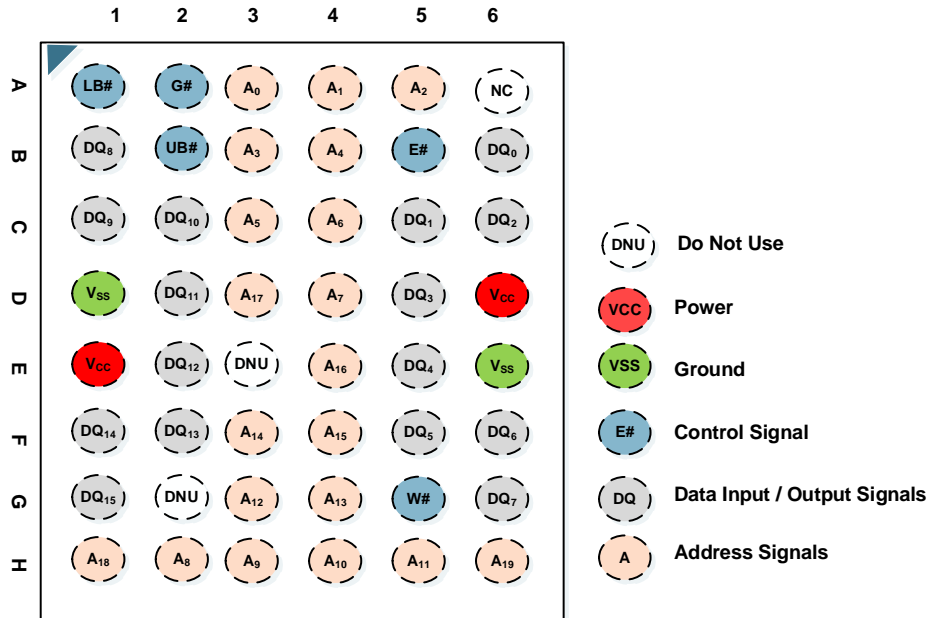 1 2 3 4 5 6
A LB# G# A0 A1 A2 NC
B DQ8 UB# A3 A4 E# DQ0
C DQ9 DQ10 A5 A6 DQ1 DQ2
D VSS DQ11 A17 A7 DQ3 VCC
E VCC DQ12 DNU A16 DQ4 VSS
F DQ14 DQ13 A14 A15 DQ5 DQ6
G DQ15 DNU A12 A13 W# DQ7
H A18 A8 A9 A10 A11 A19
DNU Do Not Use
VCC Power
VSS Ground
E# Control Signal
DQ Data Input / Output Signals
A Address Signals